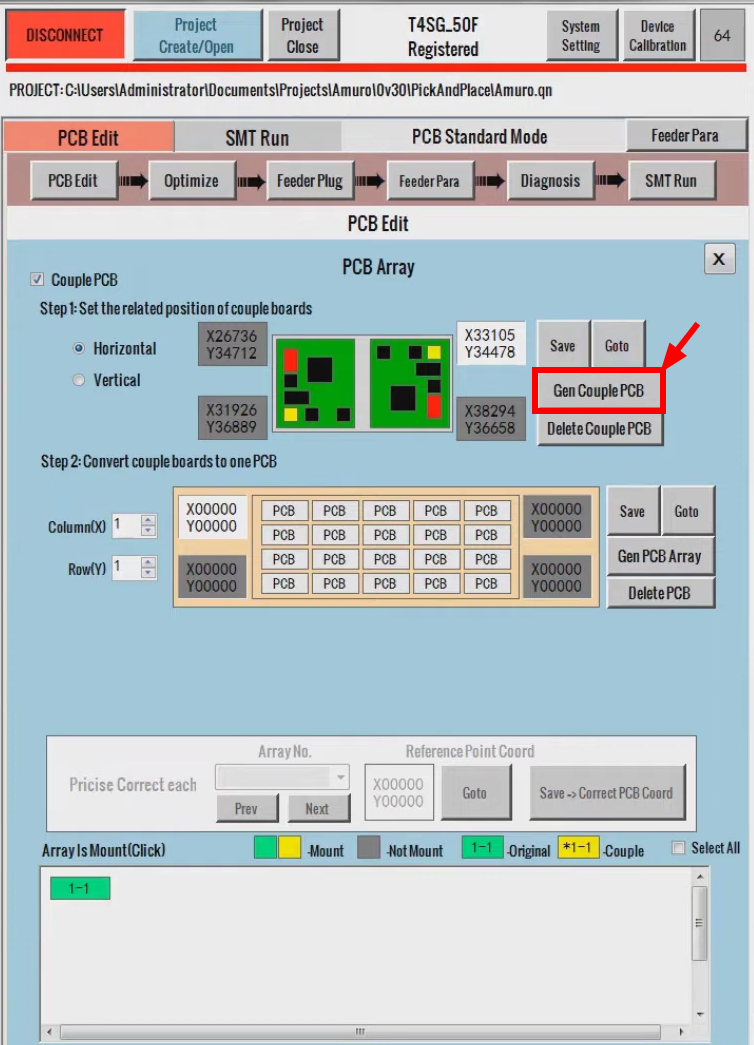 DISCONNECT
Project
Create/Open
Project
Close
T4SG_50F
Registered
System
Setting
Device
Calibration
64
PROJECT: C:\Users\Administrator\Documents\Projects\Amuro\0v30\PickAndPlace\Amuro.qn
PCB Edit
SMT Run
PCB Standard Mode
Feeder Para
PCB Edit
Optimize
Feeder Plug
Feeder Para
Diagnosis
SMT Run
PCB Edit
X
Couple PCB
PCB Array
Step 1: Set the related position of couple boards
Horizontal
Vertical
X26736
Y34712
X33105
Y34478
X31926
Y36889
X38294
Y36658
Save
Goto
Gen Couple PCB
Delete Couple PCB
Step 2: Convert couple boards to one PCB
Column(X) 1
Row(Y) 1
X00000
Y00000
X00000
Y00000
PCB PCB PCB PCB PCB
PCB PCB PCB PCB PCB
PCB PCB PCB PCB PCB
PCB PCB PCB PCB PCB
X00000
Y00000
X00000
Y00000
Save
Goto
Gen PCB Array
Delete PCB
Array No.
Reference Point Coord
Pricise Correct each
Prev
Next
X00000
Y00000
Goto
Save -> Correct PCB Coord
Array Is Mount(Click)
-Mount
-Not Mount
1-1 -Original
*1-1 -Couple
Select All
1-1